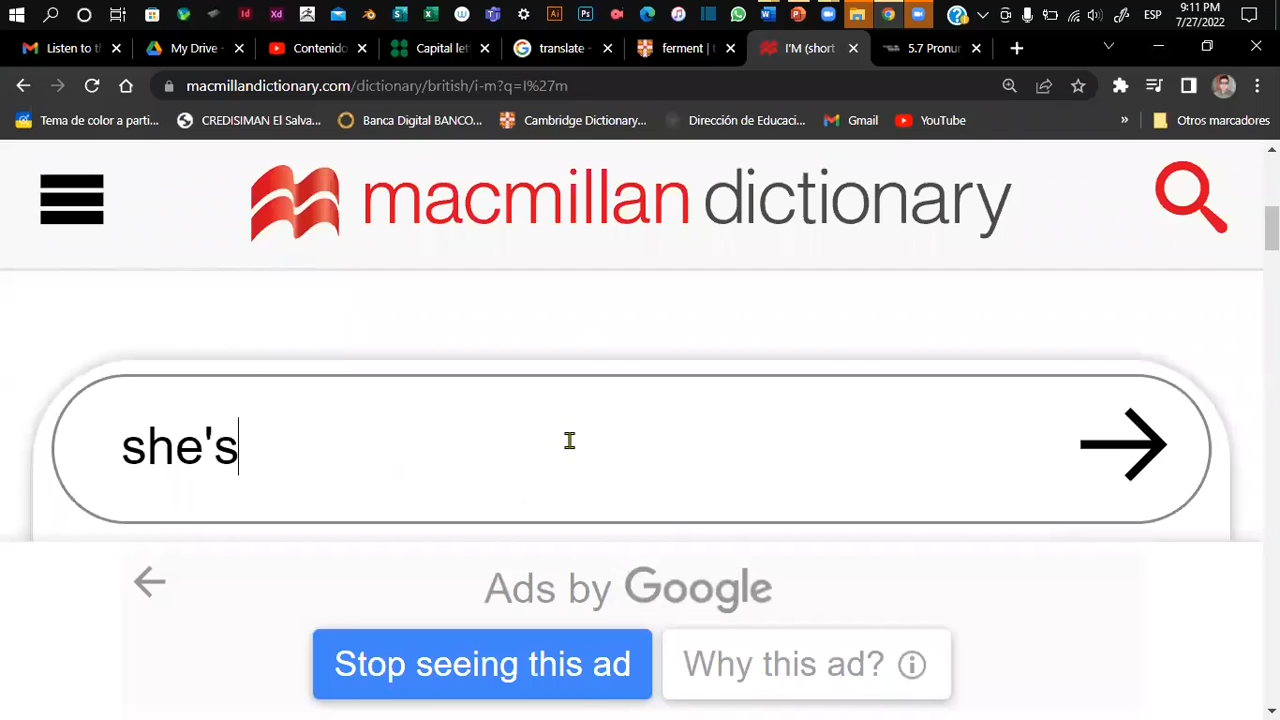 9:11 PM
ESP
7/27/2022
Listen to th
My Drive -
Contenido
Capital let
translate -
ferment | t
I'M (short
5.7 Pronun
macmillandictionary.com/dictionary/british/i-m?q=I%27m
Tema de color a parti...
CREDISIMAN El Salva...
Banca Digital BANCO...
Cambridge Dictionary...
Dirección de Educaci...
Gmail
YouTube
»
Otros marcadores
macmillan dictionary
she's
Ads by Google
Stop seeing this ad
Why this ad?